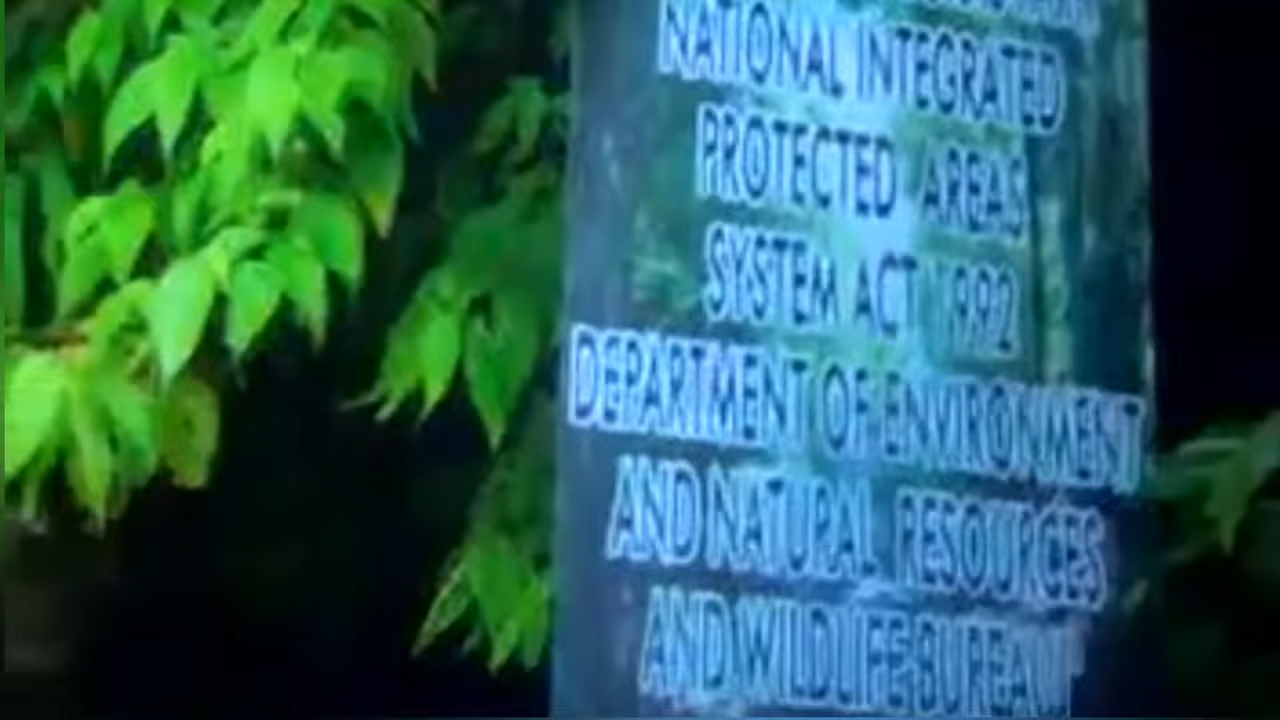 NATIONAL INTEGRATED
PROTECTED AREAS
SYSTEM ACT 1992
DEPARTMENT OF ENVIRONMENT
AND NATURAL RESOURCES
AND WILDLIFE BUREAU